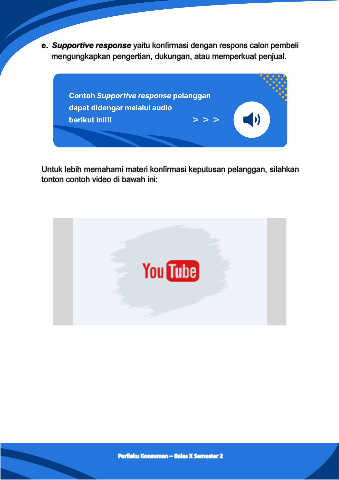 e. Supportive response yaitu konfirmasi dengan respons calon pembeli
mengungkapkan pengertian, dukungan, atau memperkuat penjual.
Contoh Supportive response pelanggan
dapat didengar melalui audio
berikut ini!!! > > >
Untuk lebih memahami materi konfirmasi keputusan pelanggan, silahkan
tonton contoh video di bawah ini:
YouTube
Perilaku Konsumen – Kelas X Semester 2